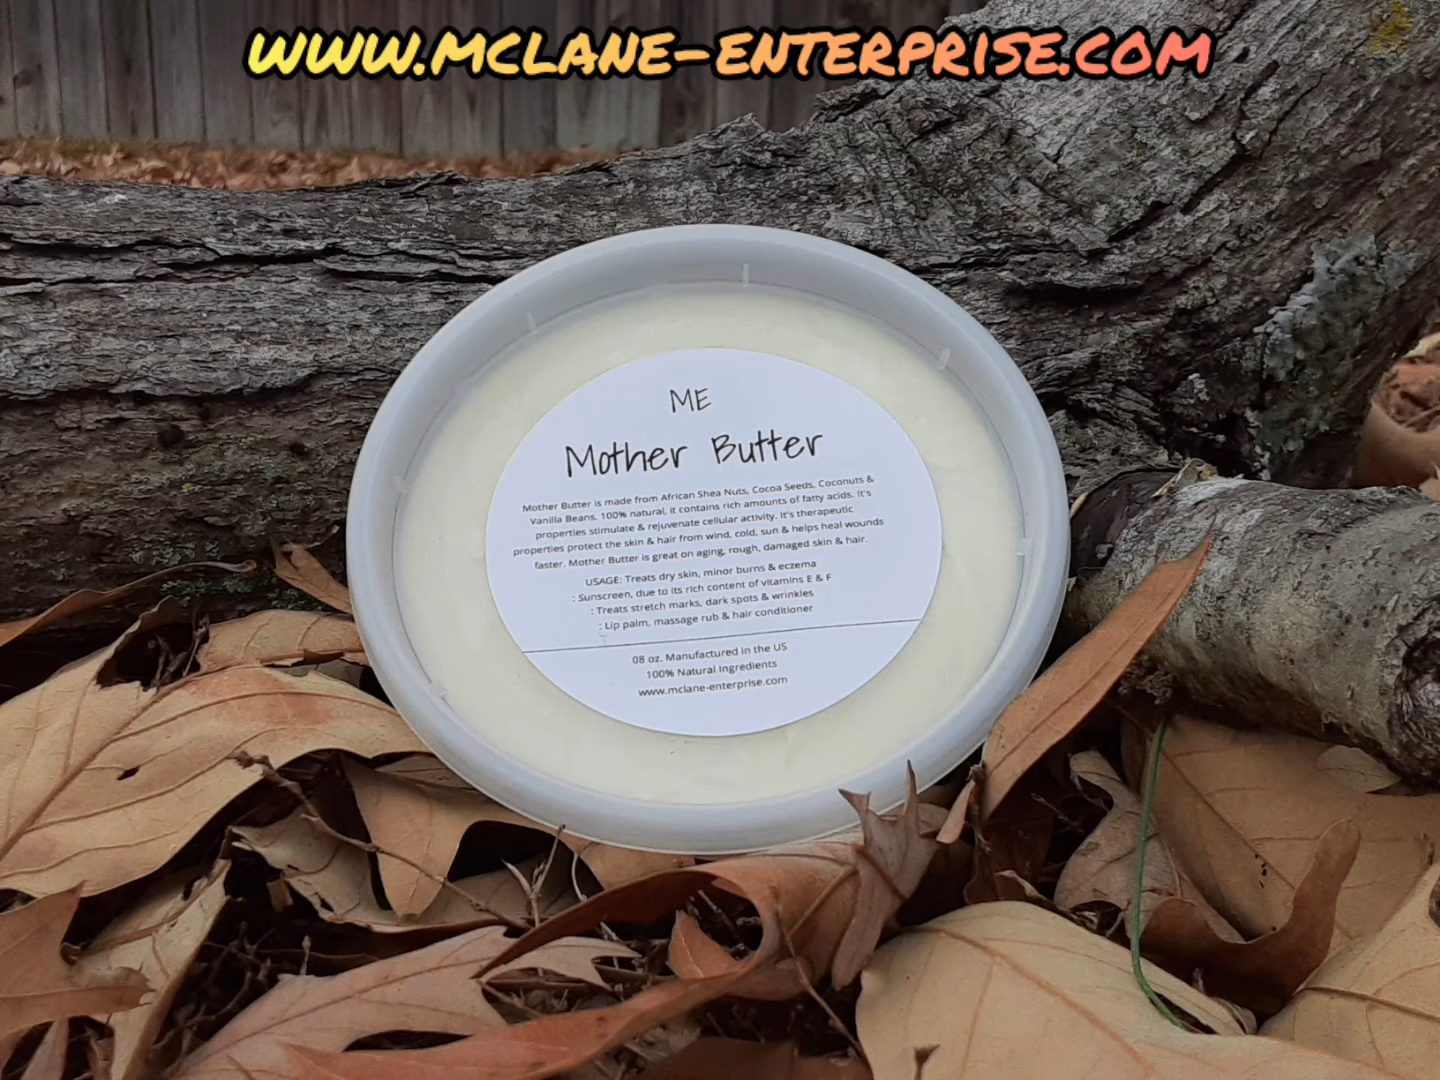 www.mclane-enterprise.com
ME
Mother Butter
Mother Butter is made from African Shea Nuts, Cocoa Seeds, Coconuts &
Vanilla Beans. 100% natural, it contains rich amounts of fatty acids. It's
properties stimulate & rejuvenate cellular activity. It's therapeutic
properties protect the skin & hair from wind, cold, sun & helps heal wounds
faster. Mother Butter is great on aging, rough, damaged skin & hair.
USAGE: Treats dry skin, minor burns & eczema
: Sunscreen, due to its rich content of vitamins E & F
: Treats stretch marks, dark spots & wrinkles
: Lip palm, massage rub & hair conditioner
08 oz. Manufactured in the US
100% Natural Ingredients
www.mclane-enterprise.com